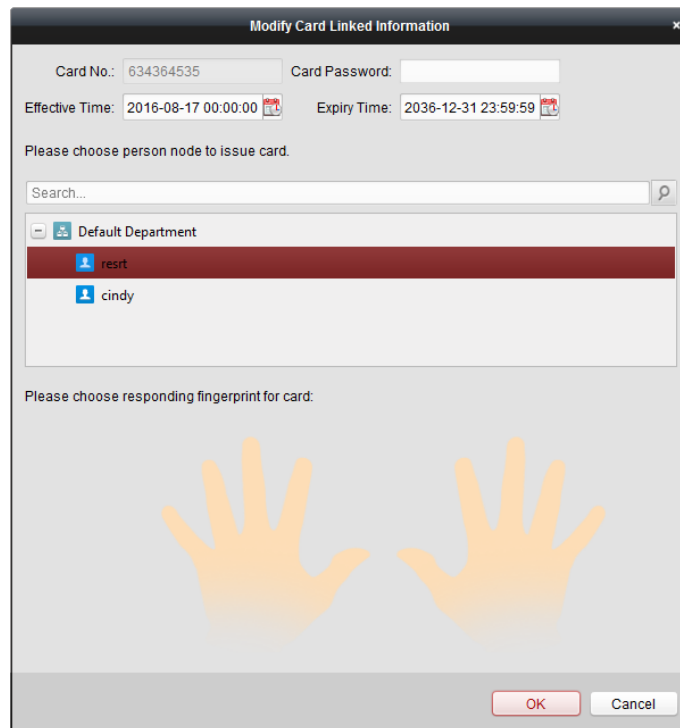 Modify Card Linked Information ×
Card No.: 634364535 Card Password:
Effective Time: 2016-08-17 00:00:00 Expiry Time: 2036-12-31 23:59:59
Please choose person node to issue card.
Search...
Default Department
resrt
cindy
Please choose responding fingerprint for card:
OK Cancel